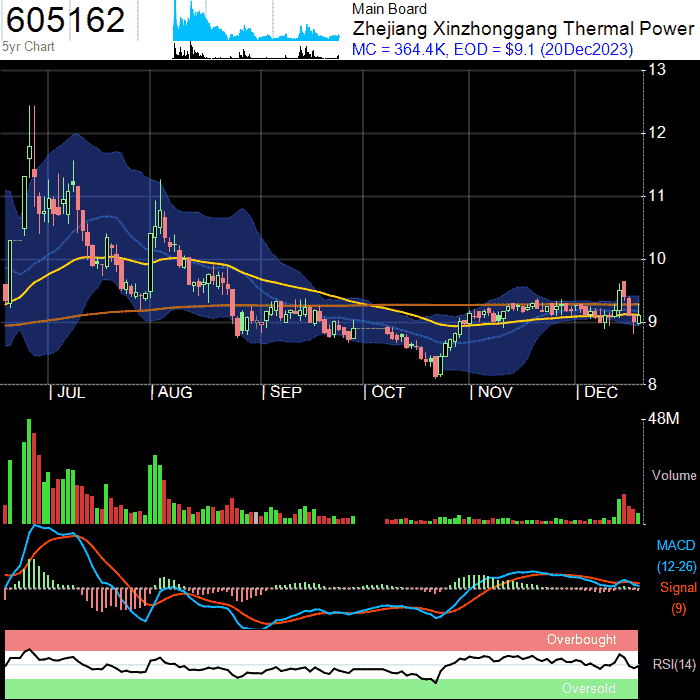 605162
5yr Chart
Main Board
Zhejiang Xinzhonggang Thermal Power
MC = 364.4K, EOD = $9.1 (20Dec2023)
13
12
11
10
9
8
JUL
AUG
SEP
OCT
NOV
DEC
48M
Volume
MACD
(12-26)
Signal
(9)
Overbought
RSI(14)
Oversold